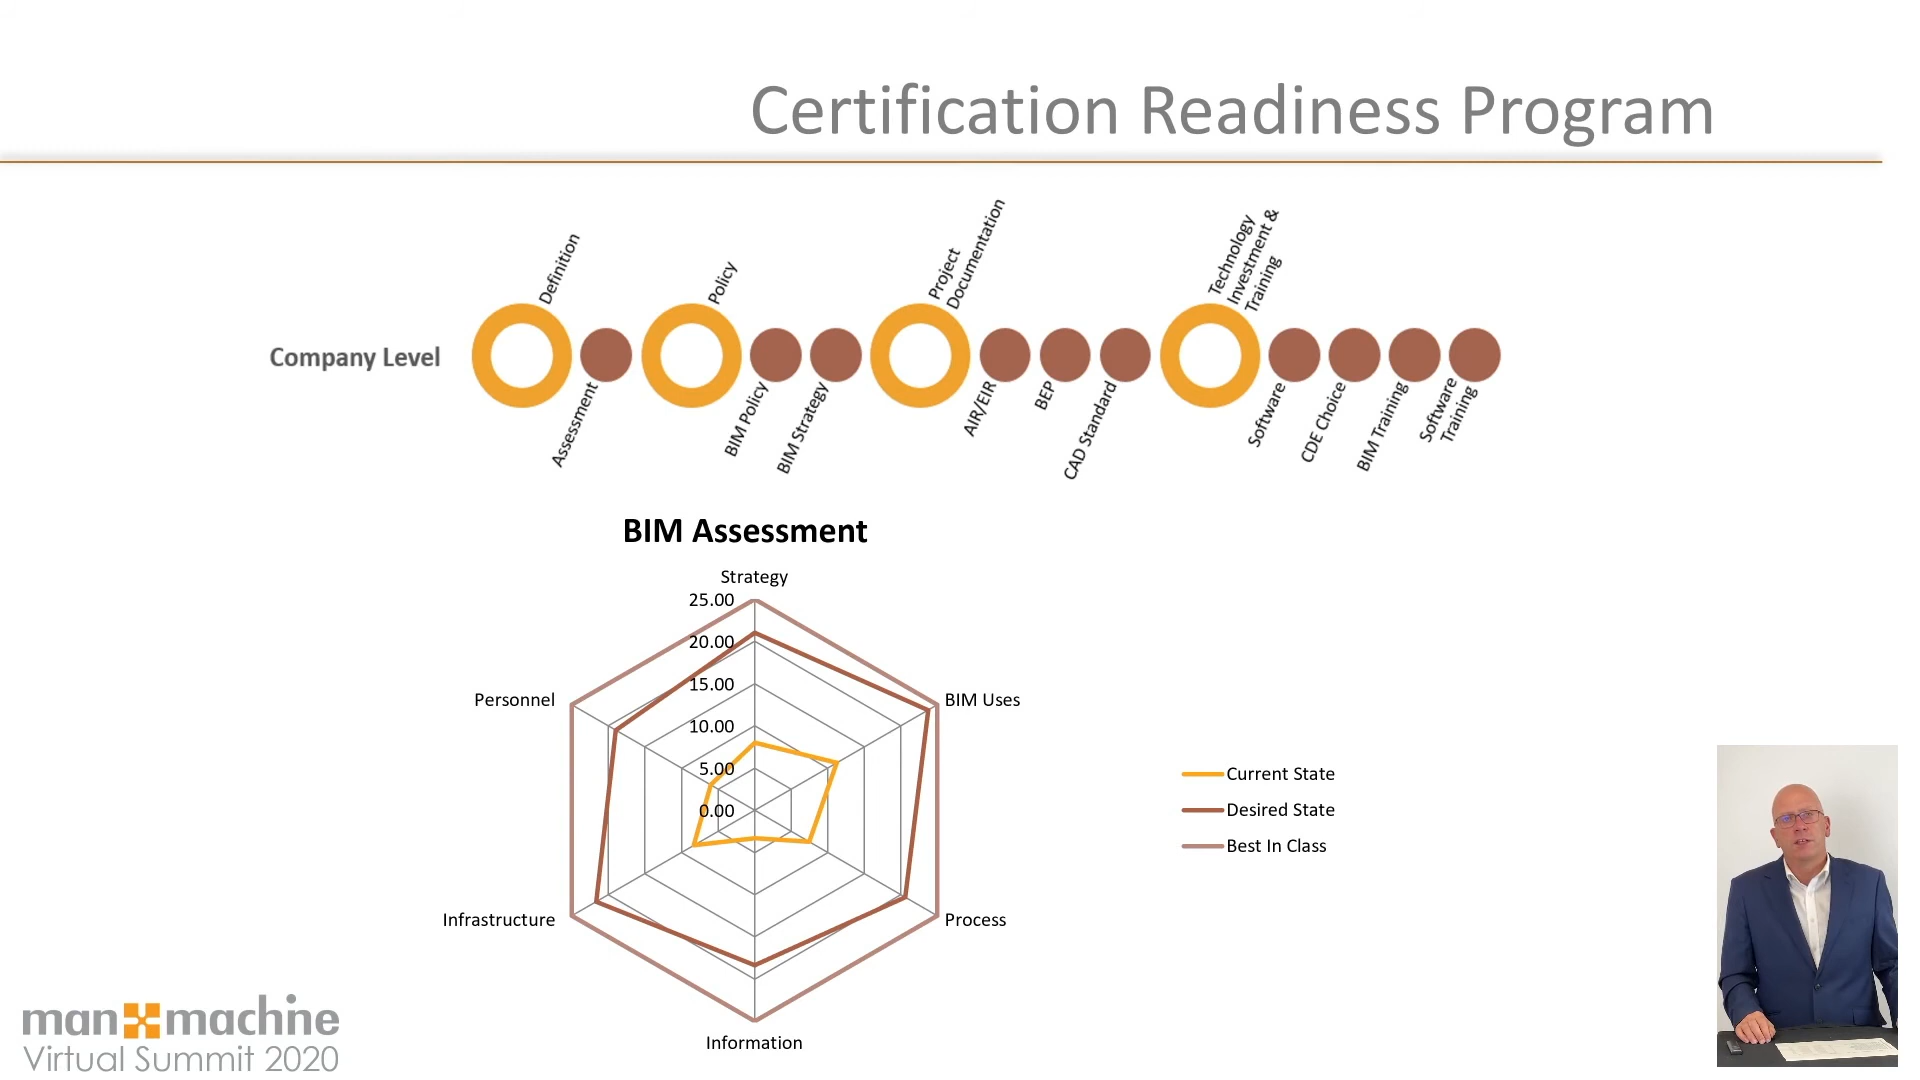 Certification Readiness Program
Definition
Policy
Project
Documentation
Technology
Investment &
Training
Company Level
Assessment
BIM Policy
BIM Strategy
AIR/EIR
BEP
CAD Standard
Software
CDE Choice
BIM Training
Software
Training
BIM Assessment
Strategy
25.00
20.00
15.00
10.00
5.00
0.00
Personnel
BIM Uses
Infrastructure
Process
Information
Current State
Desired State
Best In Class
man machine
Virtual Summit 2020